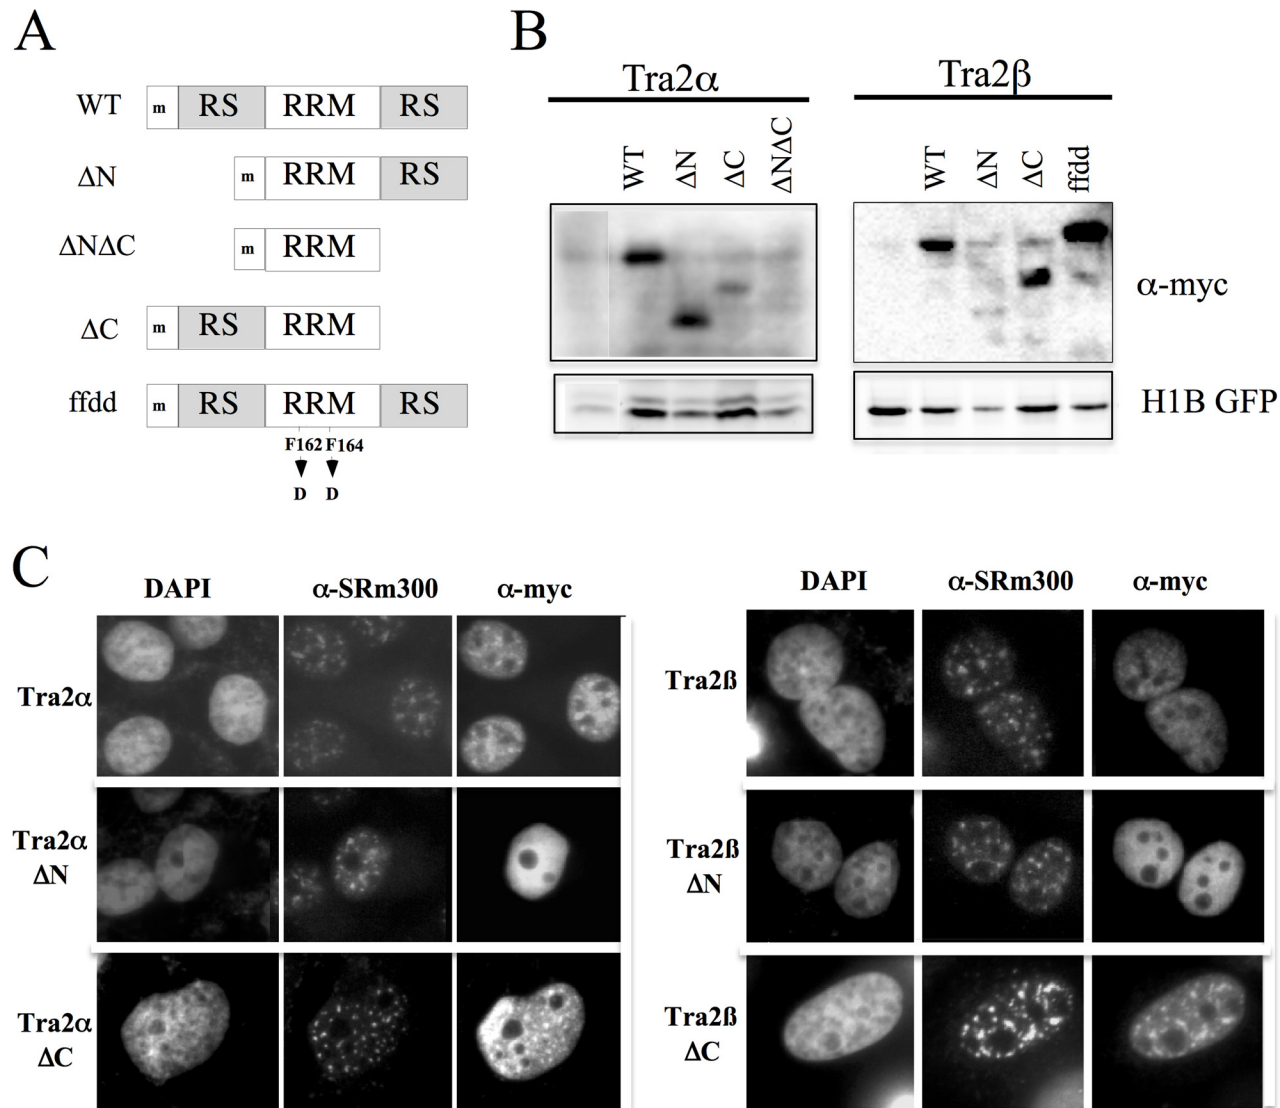 A
WT
m RS RRM RS
ΔN
m RRM RS
ΔNΔC
m RRM
ΔC
m RS RRM
ffdd
m RS RRM RS
F162 F164
D D
B
Tra2α
WT ΔN ΔC ΔNΔC
Tra2β
WT ΔN ΔC ffdd
α-myc
H1B GFP
C
DAPI α-SRm300 α-myc
Tra2α
Tra2α
ΔN
Tra2α
ΔC
DAPI α-SRm300 α-myc
Tra2ß
Tra2ß
ΔN
Tra2ß
ΔC